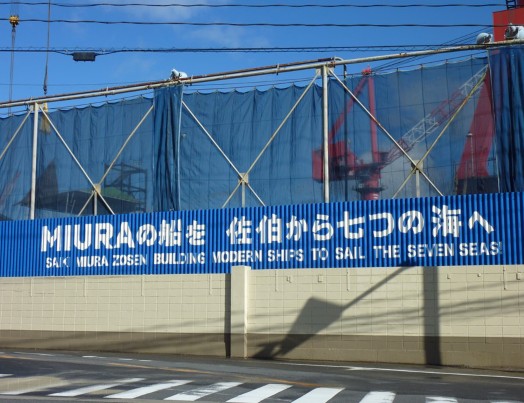 MIURAの船を 佐伯から七つの海へ
SAIKI MIURA ZOSEN BUILDING MODERN SHIPS TO SAIL THE SEVEN SEAS!